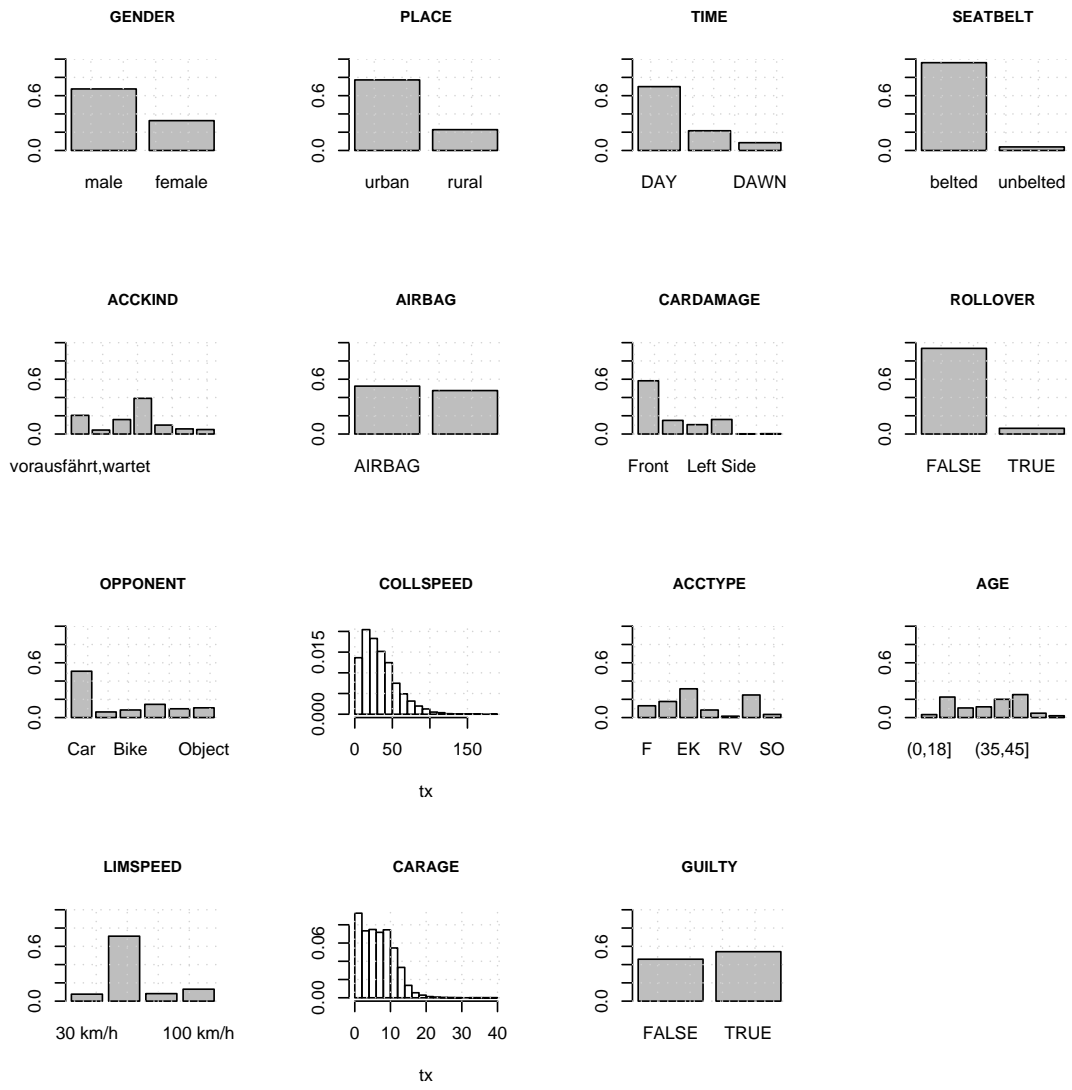 GENDER
0.0 0.6
male female
PLACE
0.0 0.6
urban rural
TIME
0.0 0.6
DAY DAWN
SEATBELT
0.0 0.6
belted unbelted
ACCKIND
0.0 0.6
vorausfährt,wartet
AIRBAG
0.0 0.6
AIRBAG
CARDAMAGE
0.0 0.6
Front Left Side
ROLLOVER
0.0 0.6
FALSE TRUE
OPPONENT
0.0 0.6
Car Bike Object
COLLSPEED
0.000 0.015
0 50 150
tx
ACCTYPE
0.0 0.6
F EK RV SO
AGE
0.0 0.6
(0,18] (35,45]
LIMSPEED
0.0 0.6
30 km/h 100 km/h
CARAGE
0.00 0.06
0 10 20 30 40
tx
GUILTY
0.0 0.6
FALSE TRUE